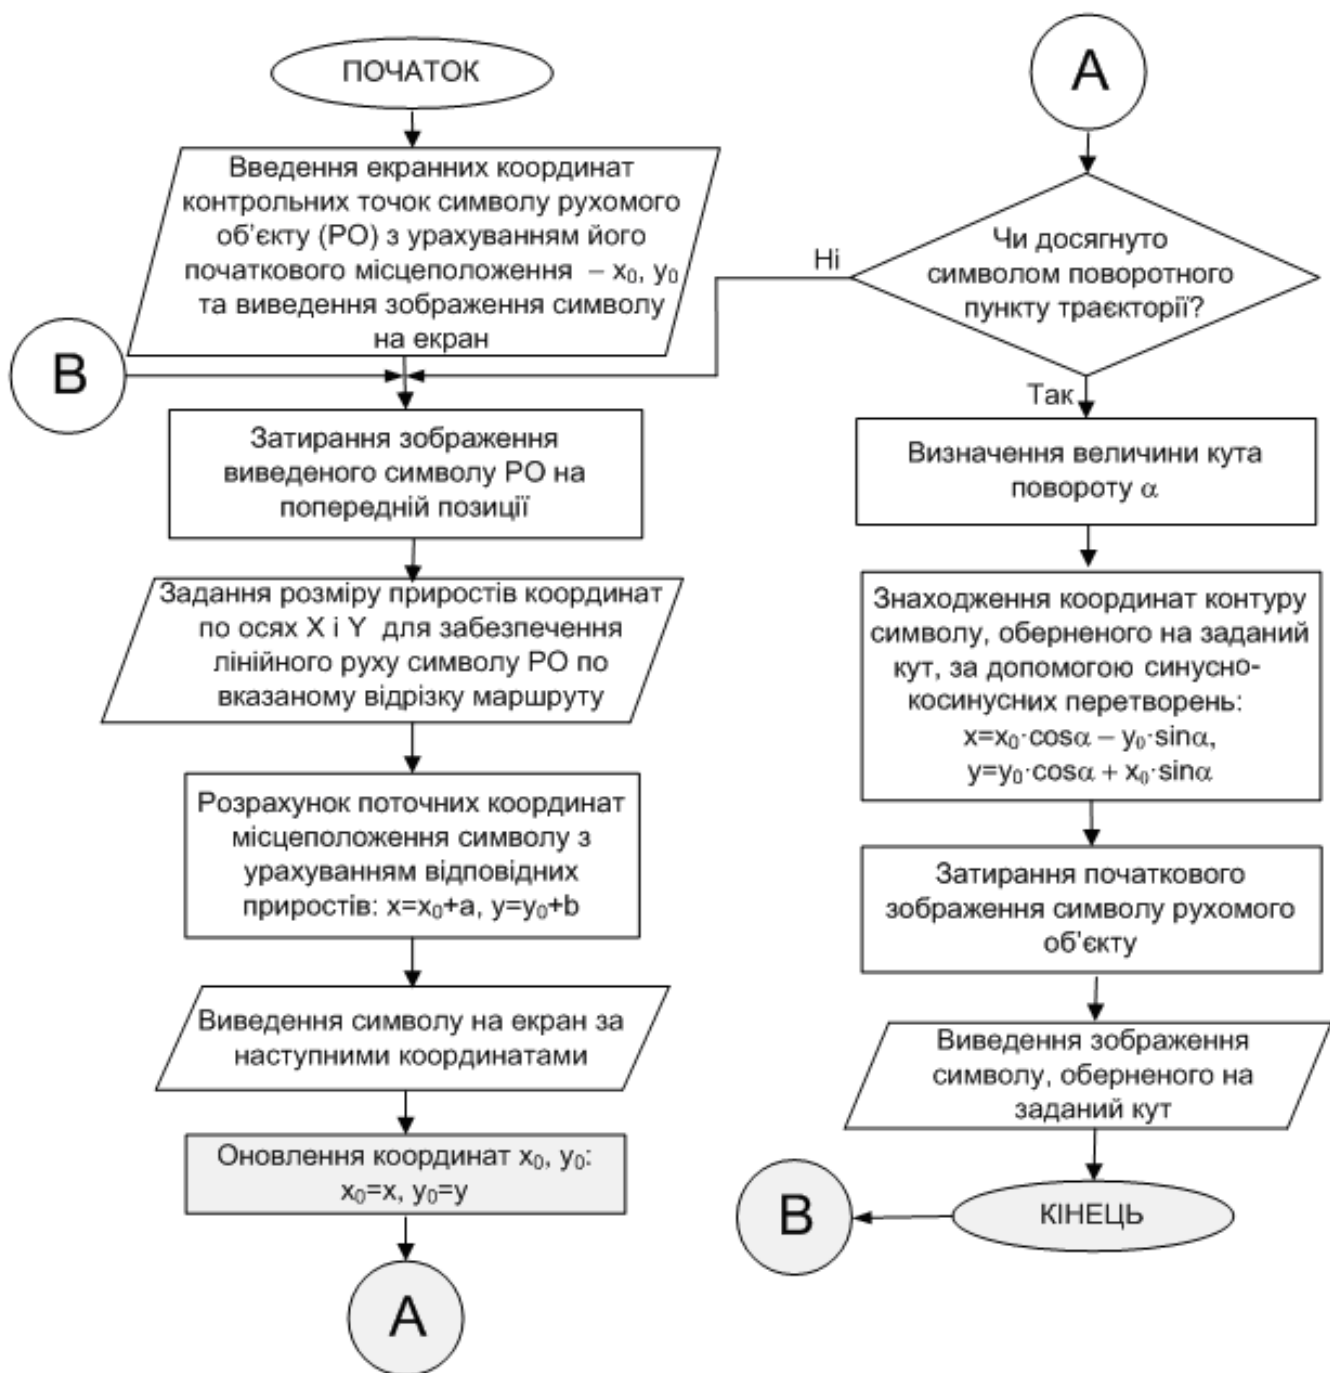 ПОЧАТОК
Введення екранних координат
контрольних точок символу рухомого
об'єкту (РО) з урахуванням його
початкового місцеположення – x₀, y₀
та виведення зображення символу
на екран
B
Затирання зображення
виведеного символу РО на
попередній позиції
Задання розміру приростів координат
по осях X і Y для забезпечення
лінійного руху символу РО по
вказаному відрізку маршруту
Розрахунок поточних координат
місцеположення символу з
урахуванням відповідних
приростів: x=x₀+a, y=y₀+b
Виведення символу на екран за
наступними координатами
Оновлення координат x₀, y₀:
x₀=x, y₀=y
A
A
Чи досягнуто
символом поворотного
пункту траєкторії?
Ні
Так
Визначення величини кута
повороту α
Знаходження координат контуру
символу, оберненого на заданий
кут, за допомогою синусно-
косинусних перетворень:
x=x₀·cosα – y₀·sinα,
y=y₀·cosα + x₀·sinα
Затирання початкового
зображення символу рухомого
об'єкту
Виведення зображення
символу, оберненого на
заданий кут
КІНЕЦЬ
B